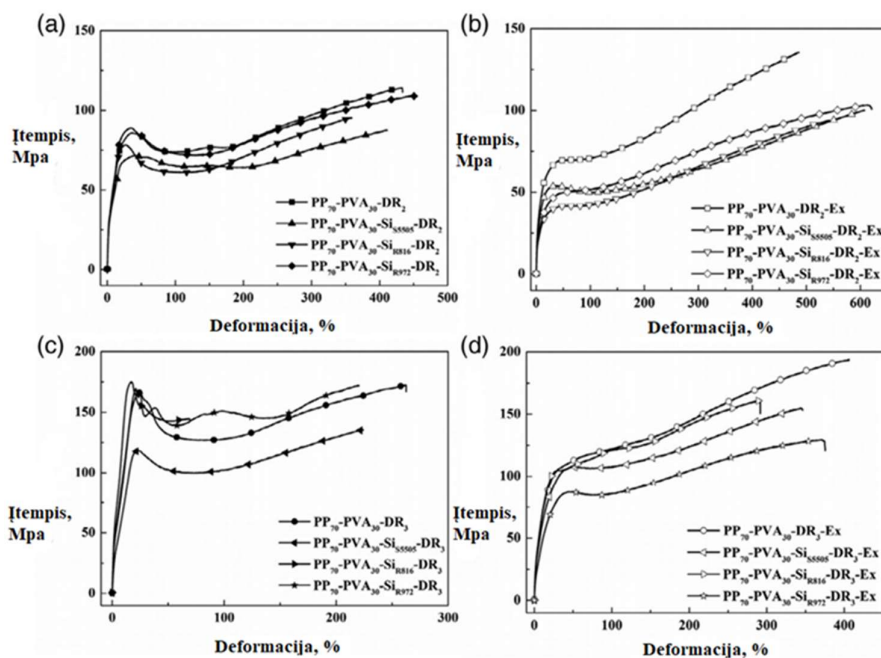 (a)
150
100
50
0
Įtempis,
Mpa
PP70-PVA30-DR2
PP70-PVA30-SiS5505-DR2
PP70-PVA30-SiR816-DR2
PP70-PVA30-SiR972-DR2
0 100 200 300 400 500
Deformacija, %
(b)
150
100
50
0
Įtempis,
Mpa
PP70-PVA30-DR2-Ex
PP70-PVA30-SiS5505-DR2-Ex
PP70-PVA30-SiR816-DR2-Ex
PP70-PVA30-SiR972-DR2-Ex
0 100 200 300 400 500 600
Deformacija, %
(c)
200
150
100
50
0
Įtempis,
Mpa
PP70-PVA30-DR3
PP70-PVA30-SiS5505-DR3
PP70-PVA30-SiR816-DR3
PP70-PVA30-SiR972-DR3
0 100 200 300
Deformacija, %
(d)
200
150
100
50
0
Įtempis,
Mpa
PP70-PVA30-DR3-Ex
PP70-PVA30-SiS5505-DR3-Ex
PP70-PVA30-SiR816-DR3-Ex
PP70-PVA30-SiR972-DR3-Ex
0 100 200 300 400
Deformacija, %